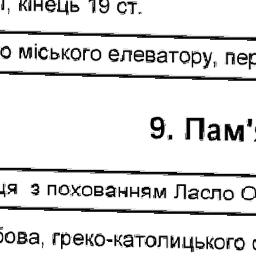 ї, кінець 19 ст.
о міського елеватору, пер
9. Пам'я
ця з похованням Ласло О
бова, греко-католицького